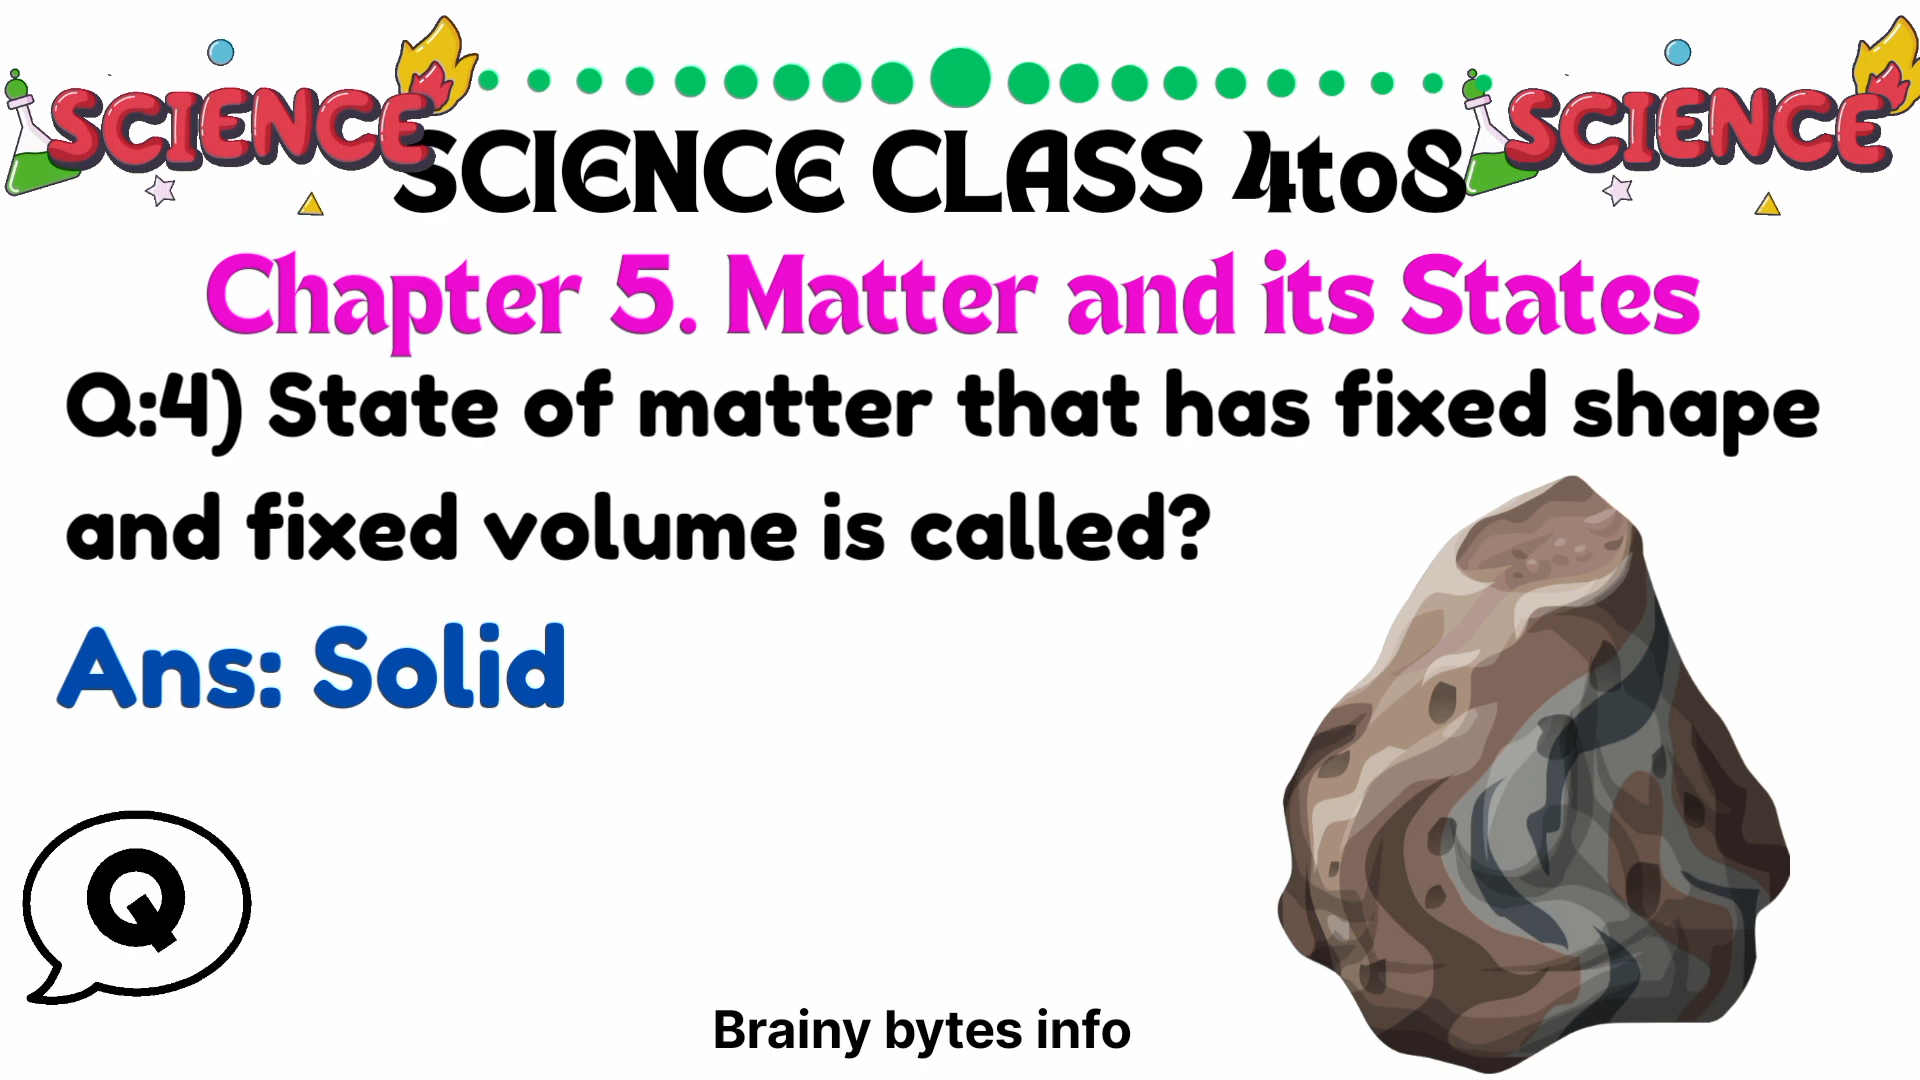 SCIENCE SCIENCE
SCIENCE CLASS 4to8
Chapter 5. Matter and its States
Q:4) State of matter that has fixed shape
and fixed volume is called?
Ans: Solid
Q
Brainy bytes info